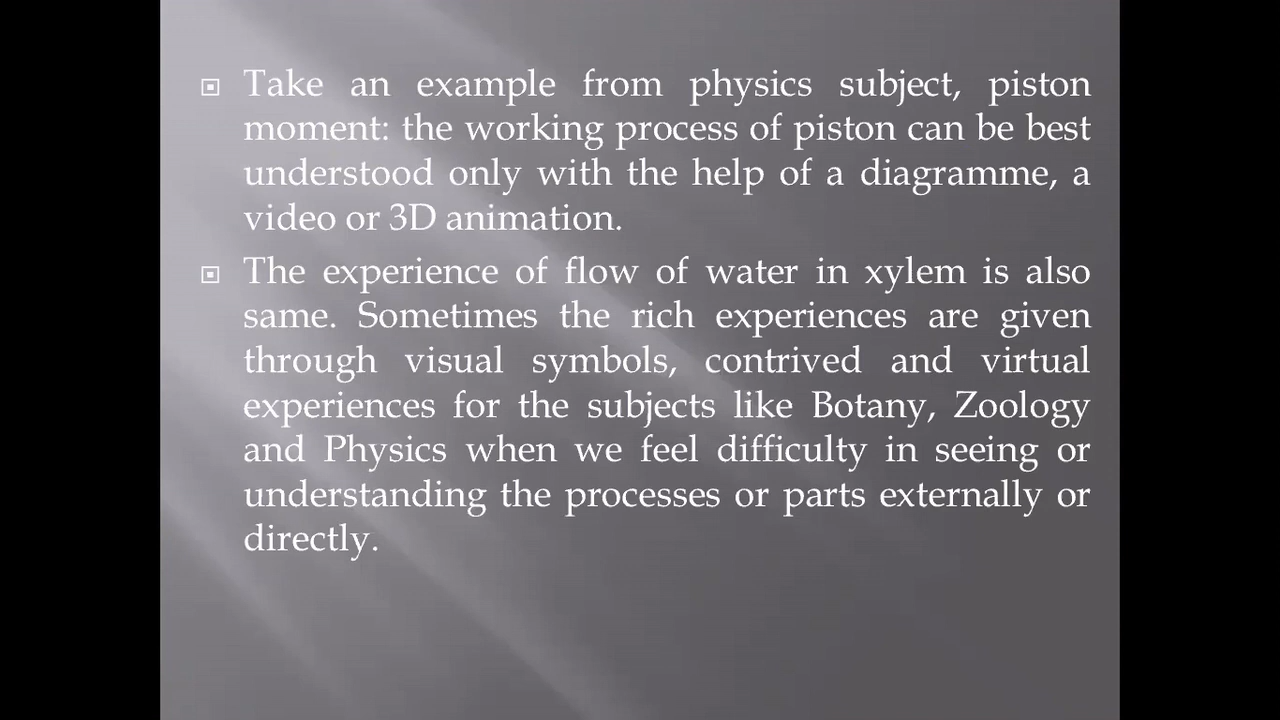 Take an example from physics subject, piston
moment: the working process of piston can be best
understood only with the help of a diagramme, a
video or 3D animation.
The experience of flow of water in xylem is also
same. Sometimes the rich experiences are given
through visual symbols, contrived and virtual
experiences for the subjects like Botany, Zoology
and Physics when we feel difficulty in seeing or
understanding the processes or parts externally or
directly.